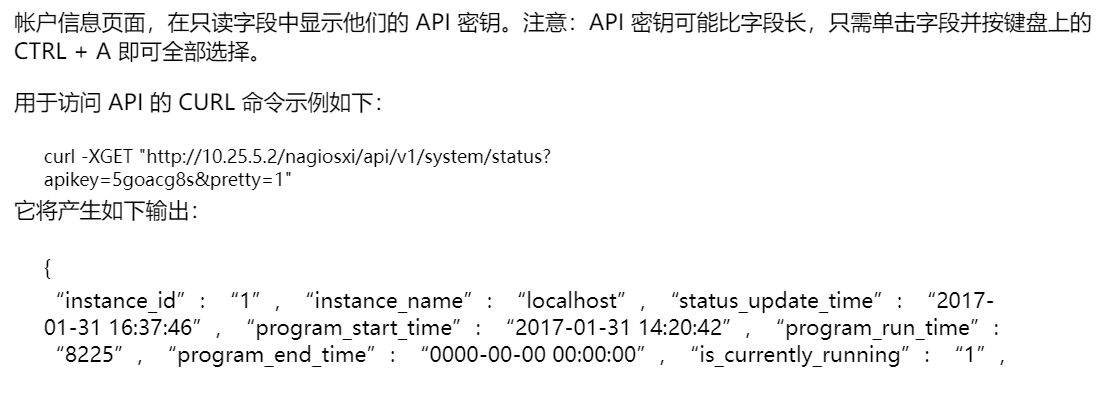 帐户信息页面，在只读字段中显示他们的 API 密钥。注意：API 密钥可能比字段长，只需单击字段并按键盘上的
CTRL + A 即可全部选择。
用于访问 API 的 CURL 命令示例如下：
curl -XGET "http://10.25.5.2/nagiosxi/api/v1/system/status?
apikey=5goacg8s&pretty=1"
它将产生如下输出：
{
“instance_id”：“1”，“instance_name”：“localhost”，“status_update_time”：“2017-
01-31 16:37:46”，“program_start_time”：“2017-01-31 14:20:42”，“program_run_time”：
“8225”，“program_end_time”：“0000-00-00 00:00:00”，“is_currently_running”：“1”，